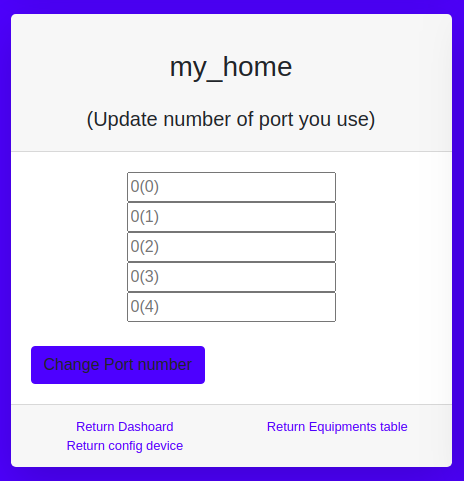 my_home
(Update number of port you use)
0(0)
0(1)
0(2)
0(3)
0(4)
Change Port number
Return Dashoard
Return Equipments table
Return config device